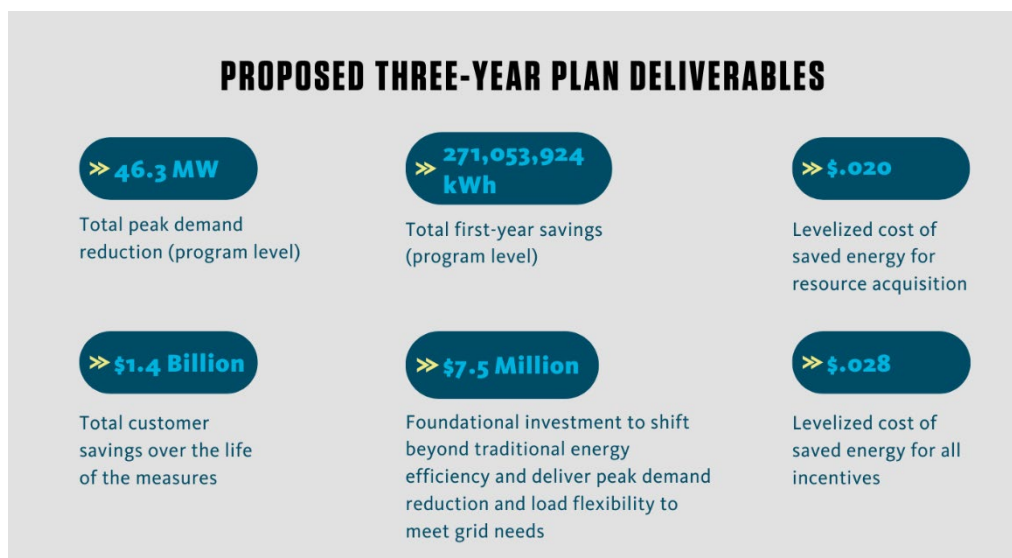 PROPOSED THREE-YEAR PLAN DELIVERABLES
>> 46.3 MW
Total peak demand
reduction (program level)
>> 271,053,924
kWh
Total first-year savings
(program level)
>> $.020
Levelized cost of
saved energy for
resource acquisition
>> $1.4 Billion
Total customer
savings over the life
of the measures
>> $7.5 Million
Foundational investment to shift
beyond traditional energy
efficiency and deliver peak demand
reduction and load flexibility to
meet grid needs
>> $.028
Levelized cost of
saved energy for all
incentives